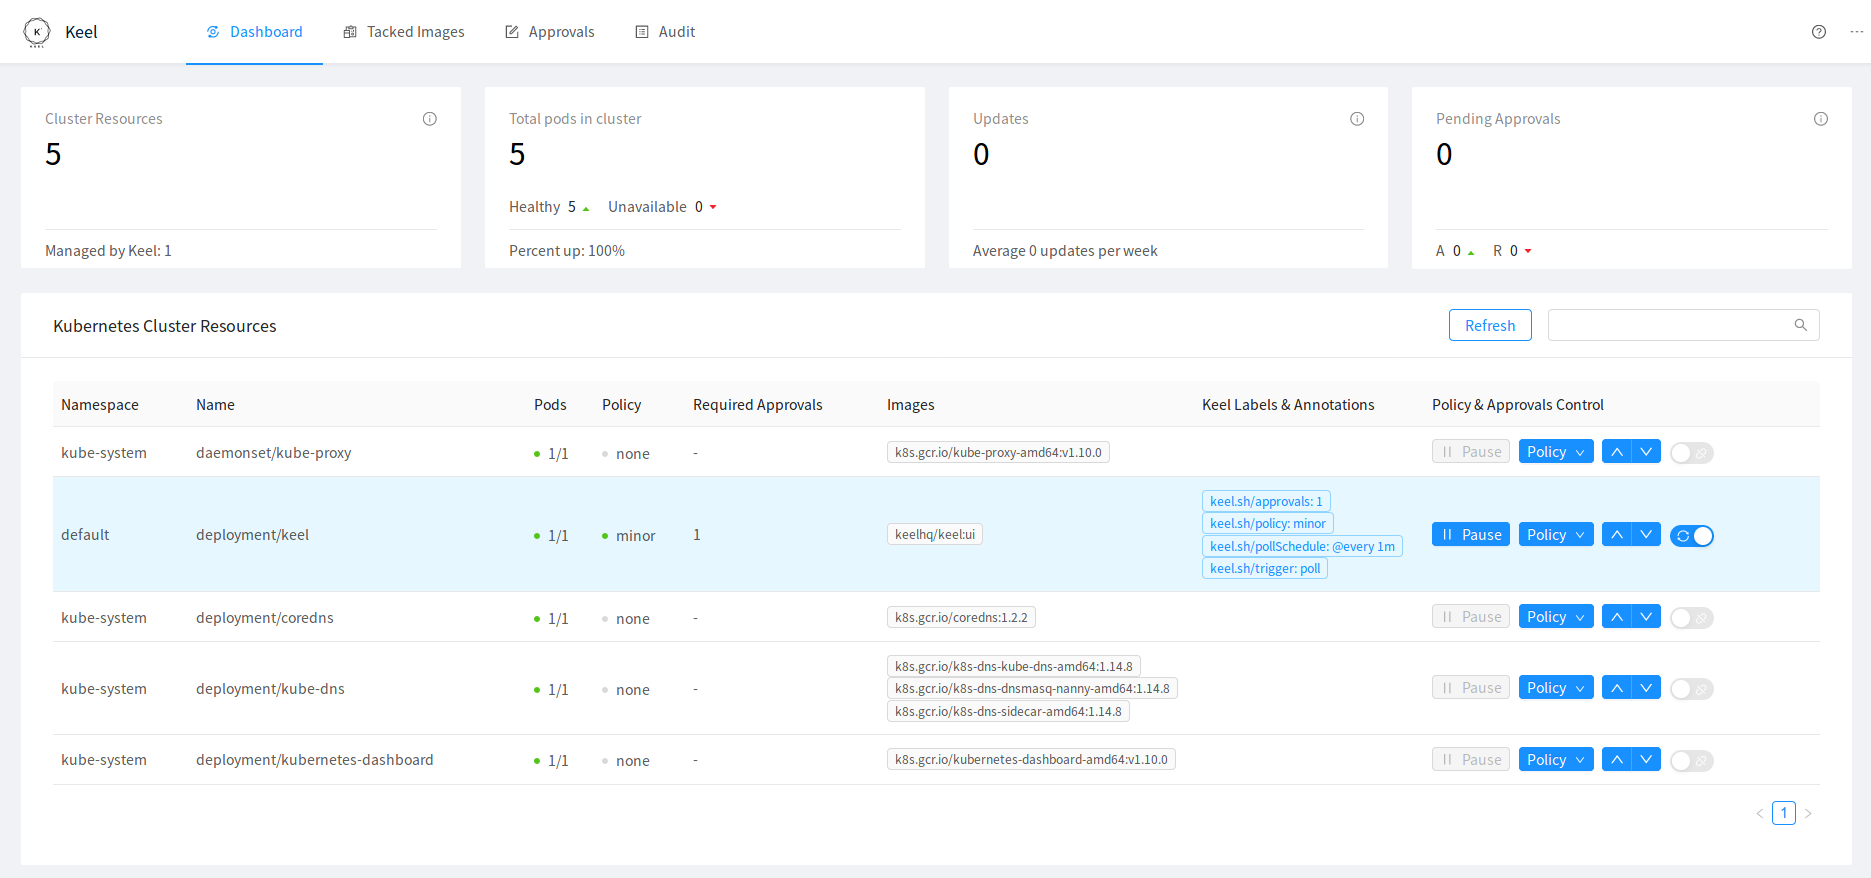 K KEEL Keel Dashboard Tacked Images Approvals Audit
Cluster Resources
5
Managed by Keel: 1
Total pods in cluster
5
Healthy 5 Unavailable 0
Percent up: 100%
Updates
0
Average 0 updates per week
Pending Approvals
0
A 0 R 0
Kubernetes Cluster Resources Refresh
Namespace Name Pods Policy Required Approvals Images Keel Labels & Annotations Policy & Approvals Control
kube-system daemonset/kube-proxy 1/1 none - k8s.gcr.io/kube-proxy-amd64:v1.10.0 Pause Policy
default deployment/keel 1/1 minor 1 keelhq/keel:ui
keel.sh/approvals: 1
keel.sh/policy: minor
keel.sh/pollSchedule: @every 1m
keel.sh/trigger: poll
Pause Policy
kube-system deployment/coredns 1/1 none - k8s.gcr.io/coredns:1.2.2 Pause Policy
kube-system deployment/kube-dns 1/1 none -
k8s.gcr.io/k8s-dns-kube-dns-amd64:1.14.8
k8s.gcr.io/k8s-dns-dnsmasq-nanny-amd64:1.14.8
k8s.gcr.io/k8s-dns-sidecar-amd64:1.14.8
Pause Policy
kube-system deployment/kubernetes-dashboard 1/1 none - k8s.gcr.io/kubernetes-dashboard-amd64:v1.10.0 Pause Policy
1